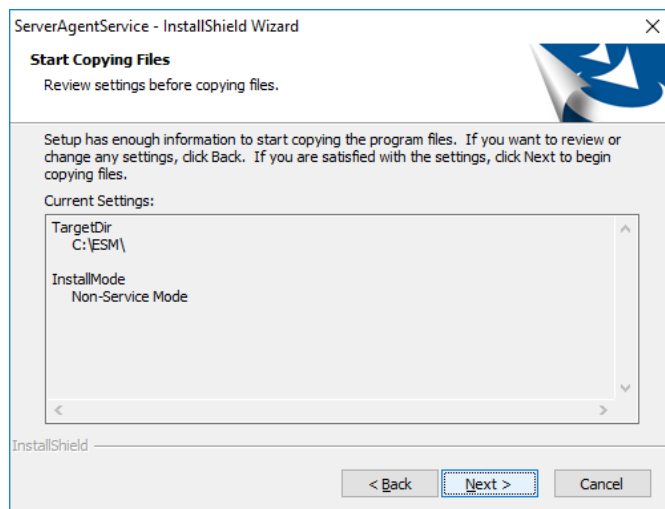 ServerAgentService - InstallShield Wizard
Start Copying Files
Review settings before copying files.
Setup has enough information to start copying the program files.  If you want to review or
change any settings, click Back.  If you are satisfied with the settings, click Next to begin
copying files.
Current Settings:
TargetDir
C:\ESM\
InstallMode
Non-Service Mode
InstallShield
< Back
Next >
Cancel